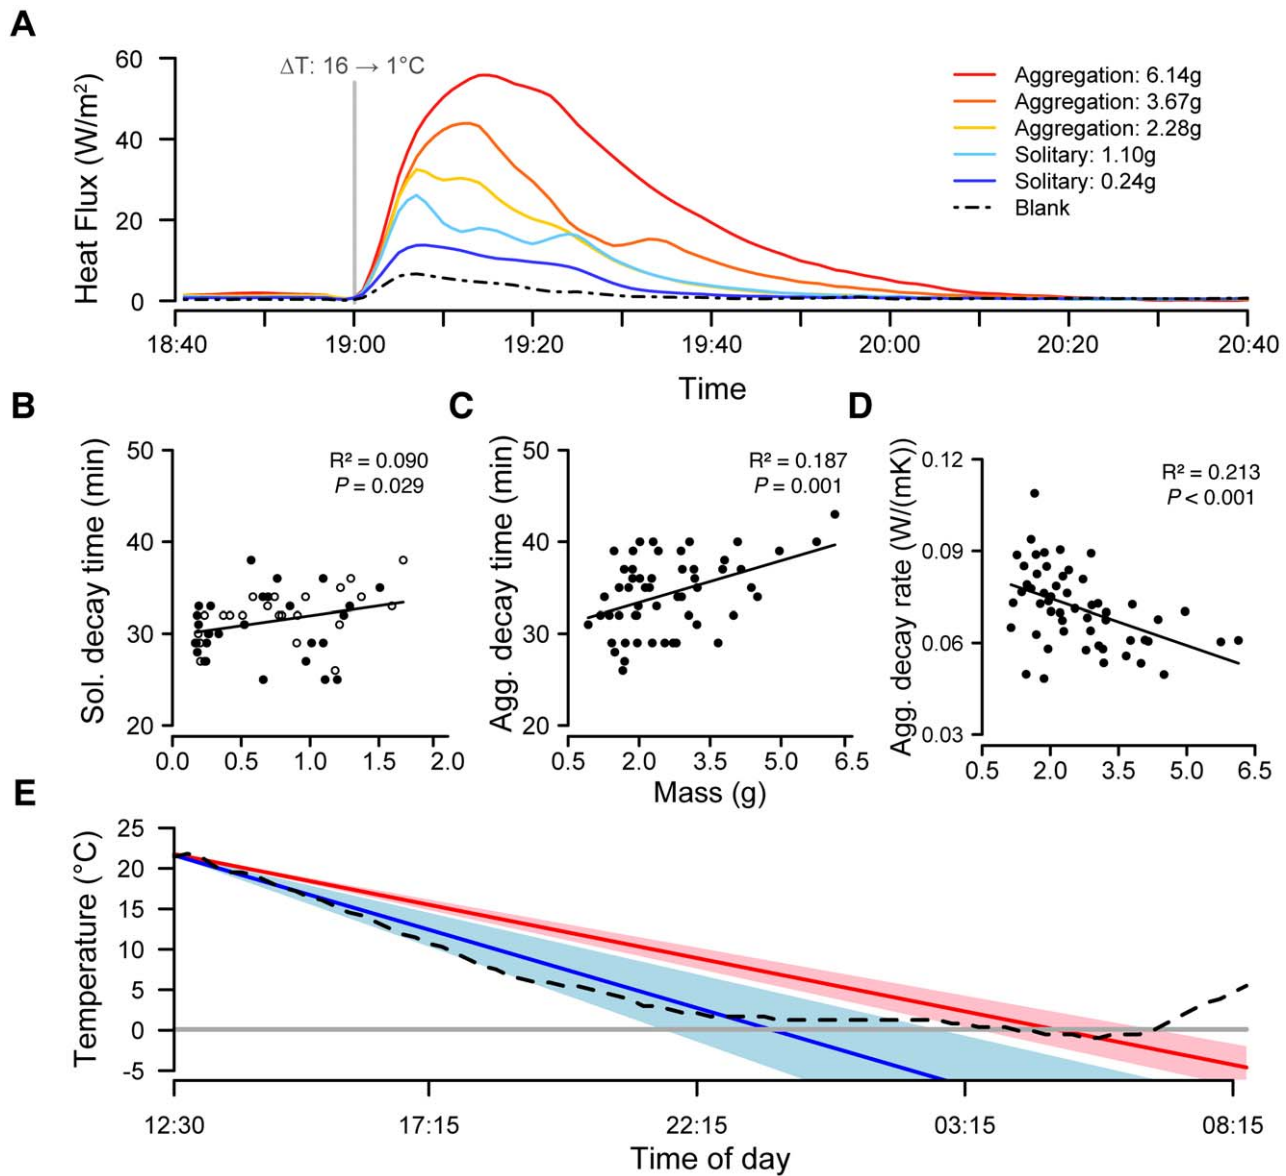 A
ΔT: 16 → 1°C
Heat Flux (W/m²)
60
40
20
0
Aggregation: 6.14g
Aggregation: 3.67g
Aggregation: 2.28g
Solitary: 1.10g
Solitary: 0.24g
Blank
18:40 19:00 19:20 19:40 20:00 20:20 20:40
Time
B
Sol. decay time (min)
50
40
30
20
R² = 0.090
P = 0.029
0.0 0.5 1.0 1.5 2.0
C
Agg. decay time (min)
50
40
30
20
R² = 0.187
P = 0.001
0.5 2.0 3.5 5.0 6.5
Mass (g)
D
Agg. decay rate (W/(mK))
0.12
0.09
0.06
0.03
R² = 0.213
P < 0.001
0.5 2.0 3.5 5.0 6.5
E
Temperature (°C)
25
20
15
10
5
0
-5
12:30 17:15 22:15 03:15 08:15
Time of day